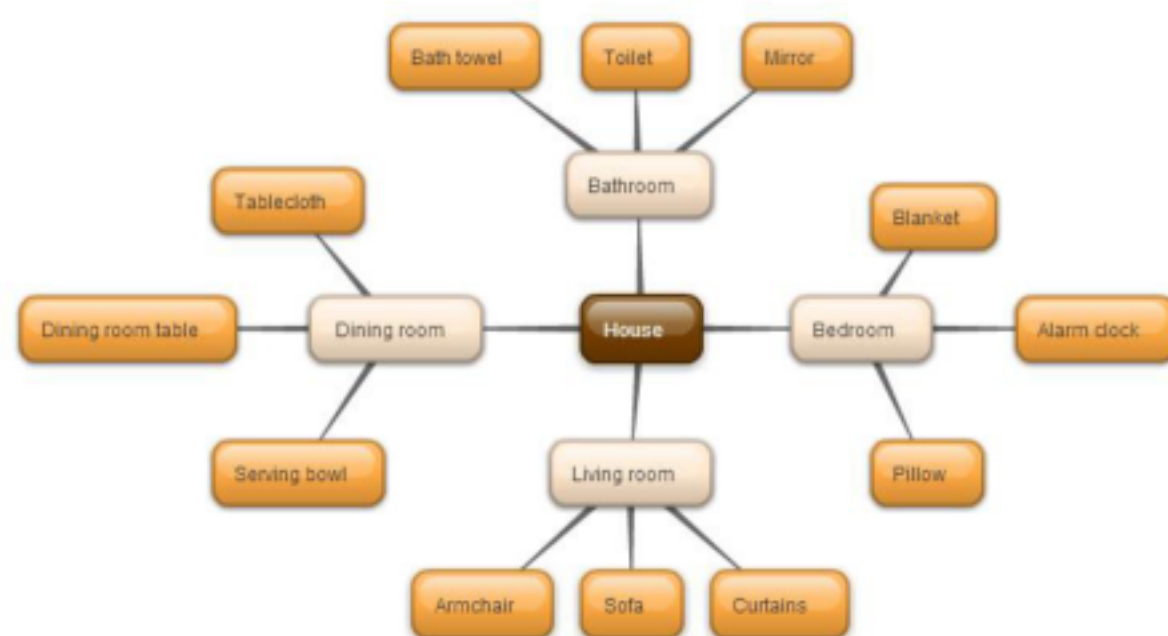 Bath towel
Toilet
Mirror
Bathroom
Tablecloth
Blanket
Dining room table
Dining room
House
Bedroom
Alarm clock
Serving bowl
Living room
Pillow
Armchair
Sofa
Curtains